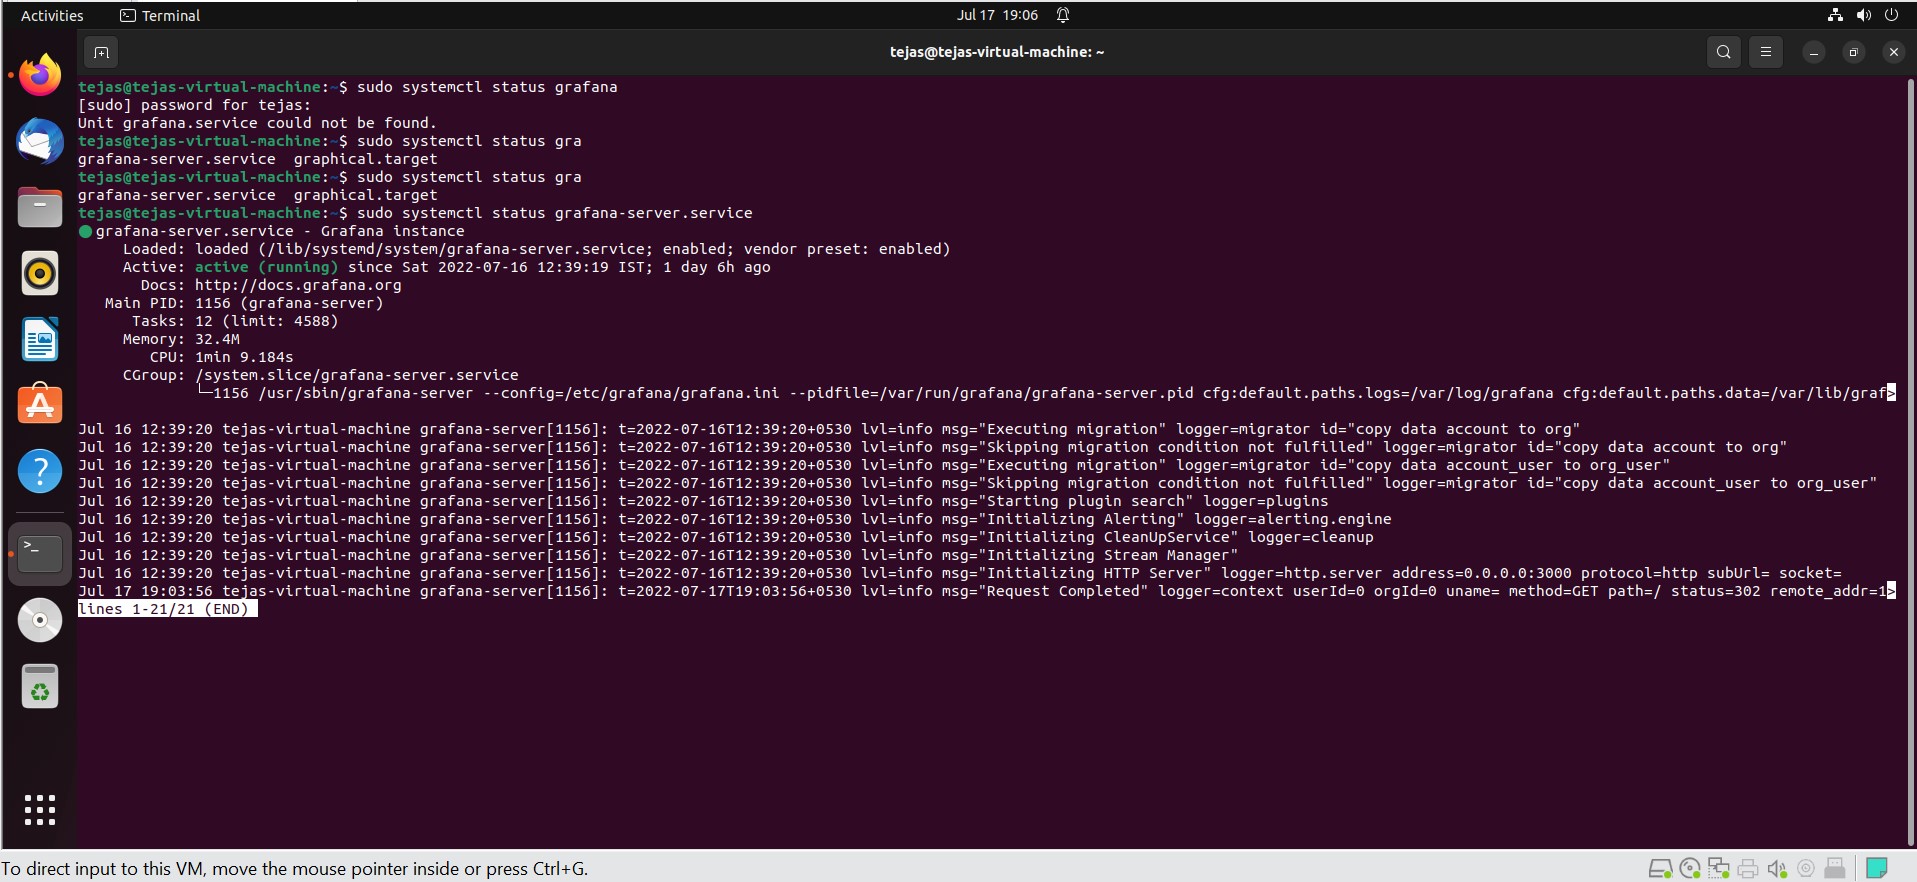 Activities Terminal Jul 17 19:06
tejas@tejas-virtual-machine: ~
tejas@tejas-virtual-machine:~$ sudo systemctl status grafana
[sudo] password for tejas:
Unit grafana.service could not be found.
tejas@tejas-virtual-machine:~$ sudo systemctl status gra
grafana-server.service  graphical.target
tejas@tejas-virtual-machine:~$ sudo systemctl status gra
grafana-server.service  graphical.target
tejas@tejas-virtual-machine:~$ sudo systemctl status grafana-server.service
● grafana-server.service - Grafana instance
Loaded: loaded (/lib/systemd/system/grafana-server.service; enabled; vendor preset: enabled)
Active: active (running) since Sat 2022-07-16 12:39:19 IST; 1 day 6h ago
Docs: http://docs.grafana.org
Main PID: 1156 (grafana-server)
Tasks: 12 (limit: 4588)
Memory: 32.4M
CPU: 1min 9.184s
CGroup: /system.slice/grafana-server.service
└─1156 /usr/sbin/grafana-server --config=/etc/grafana/grafana.ini --pidfile=/var/run/grafana/grafana-server.pid cfg:default.paths.logs=/var/log/grafana cfg:default.paths.data=/var/lib/graf>
Jul 16 12:39:20 tejas-virtual-machine grafana-server[1156]: t=2022-07-16T12:39:20+0530 lvl=info msg="Executing migration" logger=migrator id="copy data account to org"
Jul 16 12:39:20 tejas-virtual-machine grafana-server[1156]: t=2022-07-16T12:39:20+0530 lvl=info msg="Skipping migration condition not fulfilled" logger=migrator id="copy data account to org"
Jul 16 12:39:20 tejas-virtual-machine grafana-server[1156]: t=2022-07-16T12:39:20+0530 lvl=info msg="Executing migration" logger=migrator id="copy data account_user to org_user"
Jul 16 12:39:20 tejas-virtual-machine grafana-server[1156]: t=2022-07-16T12:39:20+0530 lvl=info msg="Skipping migration condition not fulfilled" logger=migrator id="copy data account_user to org_user"
Jul 16 12:39:20 tejas-virtual-machine grafana-server[1156]: t=2022-07-16T12:39:20+0530 lvl=info msg="Starting plugin search" logger=plugins
Jul 16 12:39:20 tejas-virtual-machine grafana-server[1156]: t=2022-07-16T12:39:20+0530 lvl=info msg="Initializing Alerting" logger=alerting.engine
Jul 16 12:39:20 tejas-virtual-machine grafana-server[1156]: t=2022-07-16T12:39:20+0530 lvl=info msg="Initializing CleanUpService" logger=cleanup
Jul 16 12:39:20 tejas-virtual-machine grafana-server[1156]: t=2022-07-16T12:39:20+0530 lvl=info msg="Initializing Stream Manager"
Jul 16 12:39:20 tejas-virtual-machine grafana-server[1156]: t=2022-07-16T12:39:20+0530 lvl=info msg="Initializing HTTP Server" logger=http.server address=0.0.0.0:3000 protocol=http subUrl= socket=
Jul 17 19:03:56 tejas-virtual-machine grafana-server[1156]: t=2022-07-17T19:03:56+0530 lvl=info msg="Request Completed" logger=context userId=0 orgId=0 uname= method=GET path=/ status=302 remote_addr=1>
lines 1-21/21 (END)
To direct input to this VM, move the mouse pointer inside or press Ctrl+G.